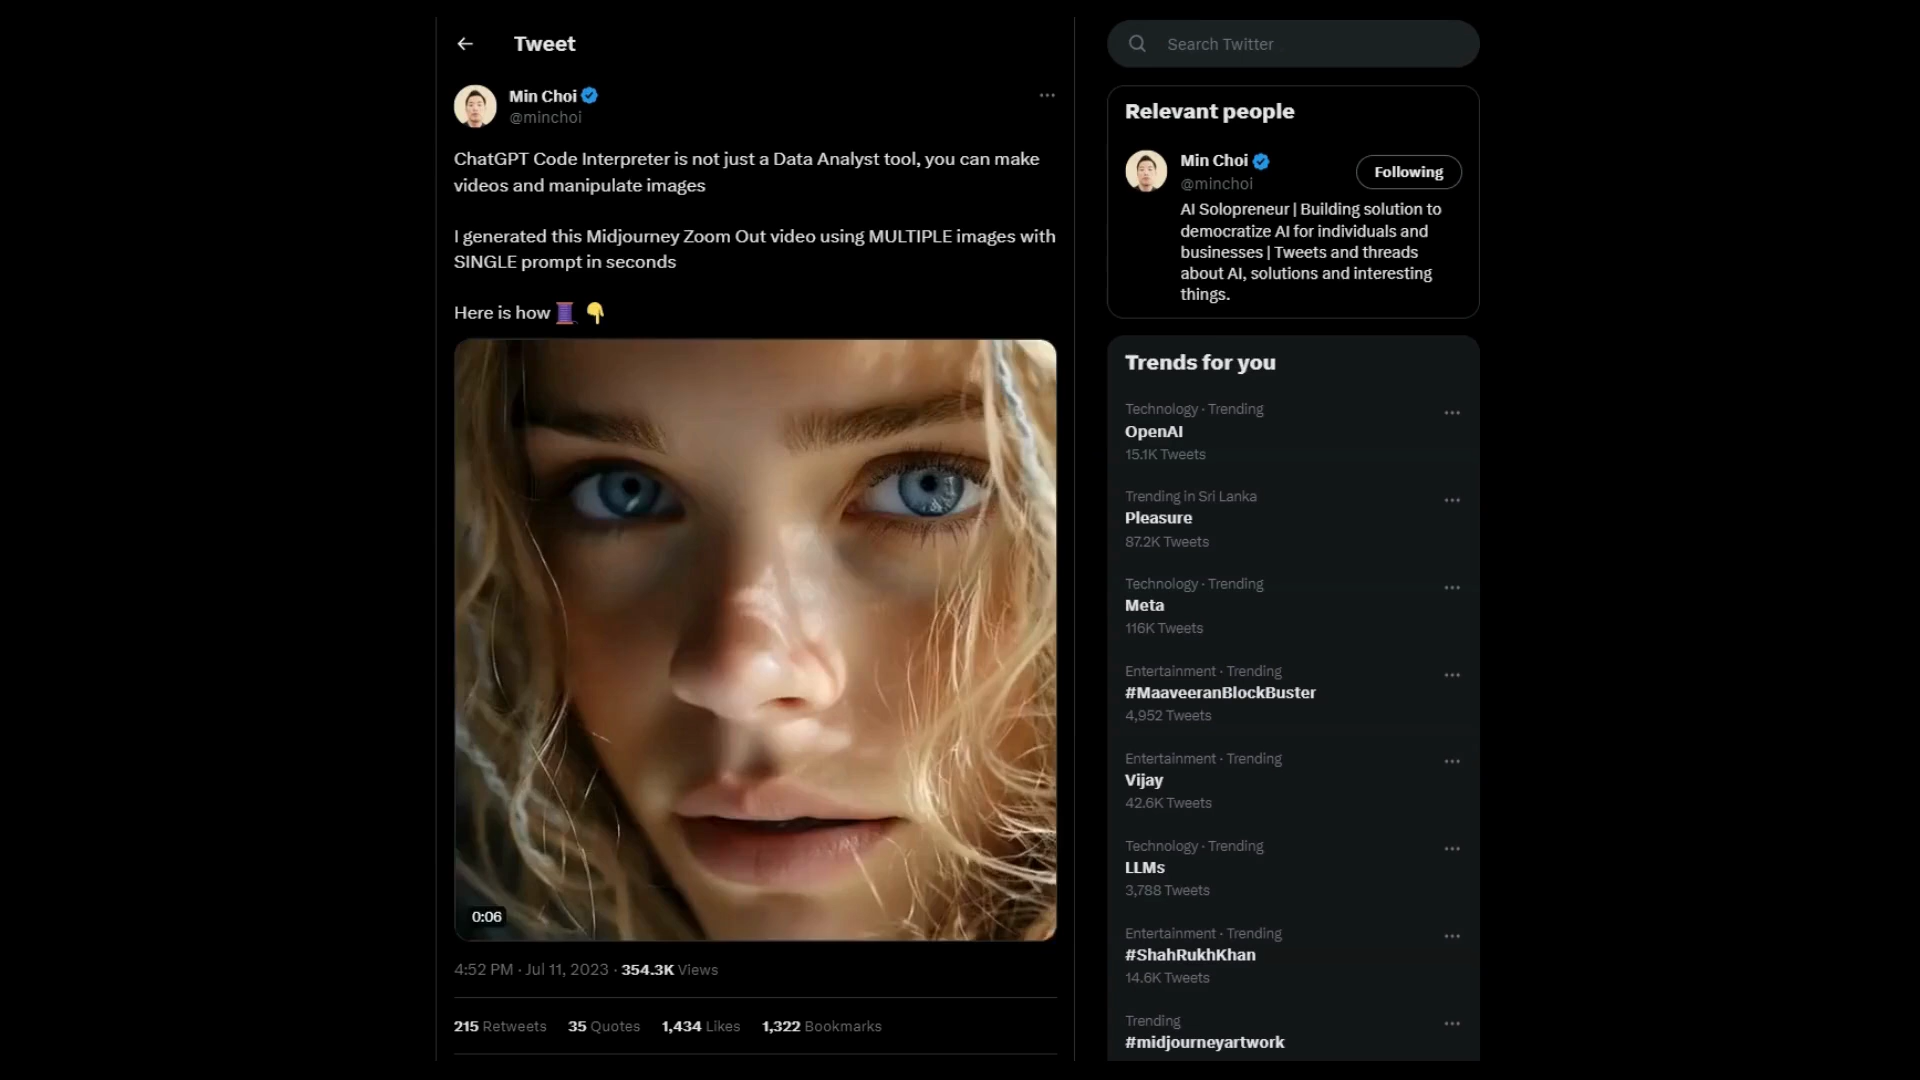 Tweet
Search Twitter
Min Choi
@minchoi
ChatGPT Code Interpreter is not just a Data Analyst tool, you can make
videos and manipulate images
I generated this Midjourney Zoom Out video using MULTIPLE images with
SINGLE prompt in seconds
Here is how 🧵 👇
0:06
4:52 PM · Jul 11, 2023 · 354.3K Views
215 Retweets 35 Quotes 1,434 Likes 1,322 Bookmarks
Relevant people
Min Choi
@minchoi
Following
AI Solopreneur | Building solution to
democratize AI for individuals and
businesses | Tweets and threads
about AI, solutions and interesting
things.
Trends for you
Technology · Trending
OpenAI
15.1K Tweets
Trending in Sri Lanka
Pleasure
87.2K Tweets
Technology · Trending
Meta
116K Tweets
Entertainment · Trending
#MaaveeranBlockBuster
4,952 Tweets
Entertainment · Trending
Vijay
42.6K Tweets
Technology · Trending
LLMs
3,788 Tweets
Entertainment · Trending
#ShahRukhKhan
14.6K Tweets
Trending
#midjourneyartwork